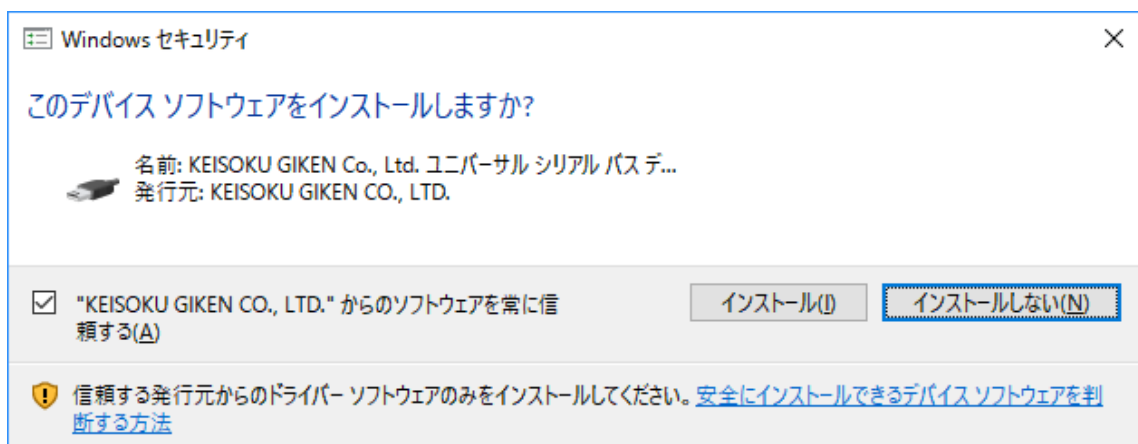 Windows セキュリティ
このデバイス ソフトウェアをインストールしますか?
名前: KEISOKU GIKEN Co., Ltd. ユニバーサル シリアル バス デ...
発行元: KEISOKU GIKEN CO., LTD.
"KEISOKU GIKEN CO., LTD." からのソフトウェアを常に信
頼する(A)
インストール(I)
インストールしない(N)
信頼する発行元からのドライバー ソフトウェアのみをインストールしてください。安全にインストールできるデバイス ソフトウェアを判
断する方法